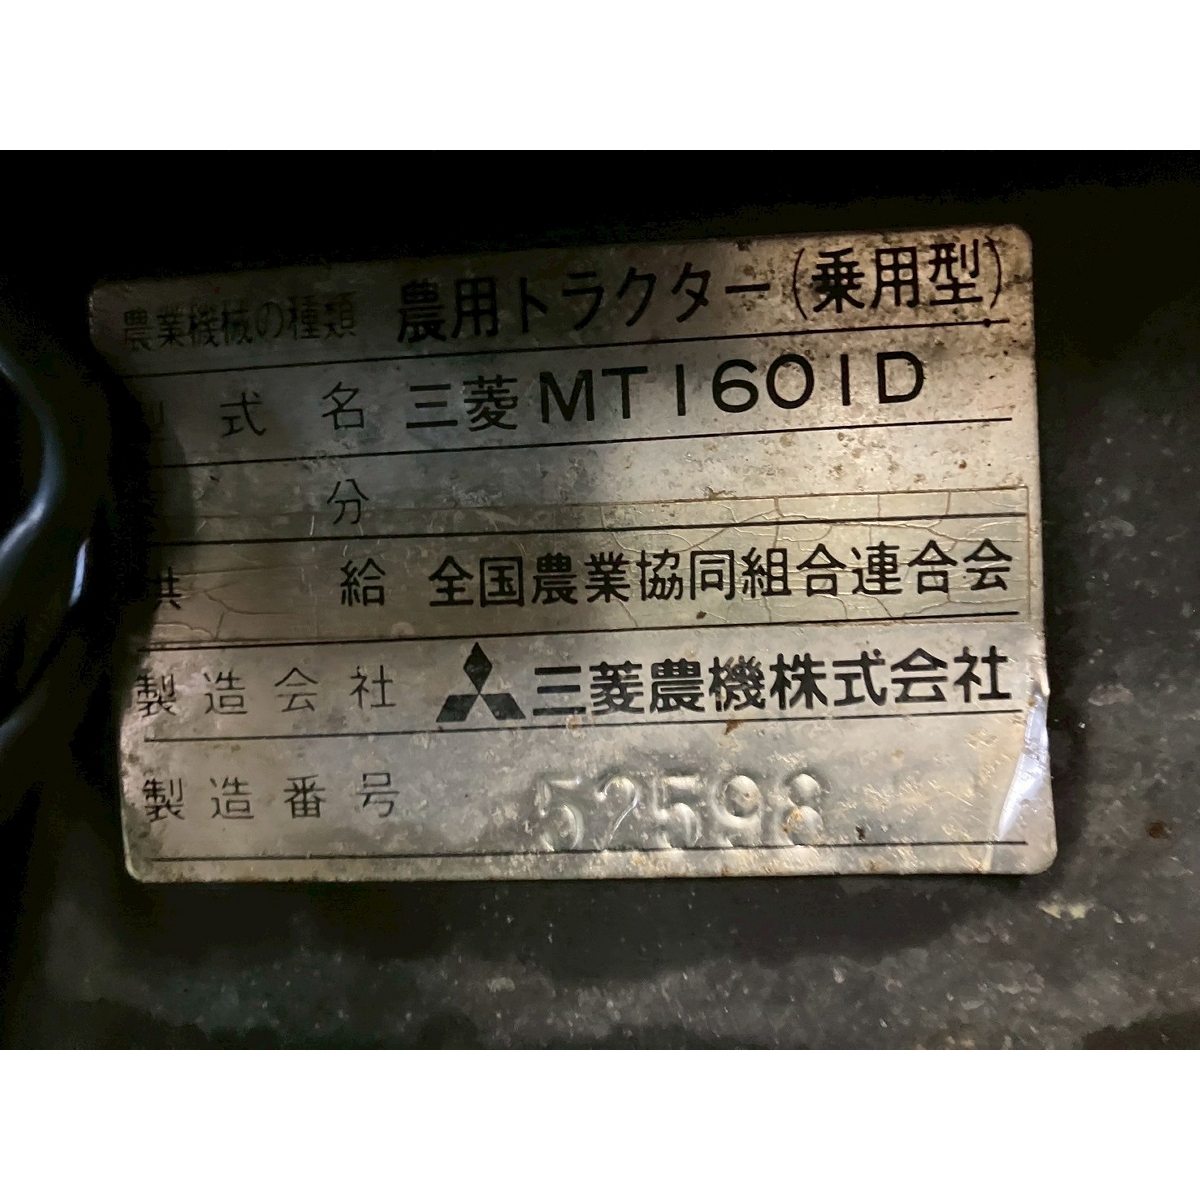 農業機械の種類 農用トラクター(乗用型)
型式名 三菱MT1601D
分
供給 全国農業協同組合連合会
製造会社 三菱農機株式会社
製造番号 52598